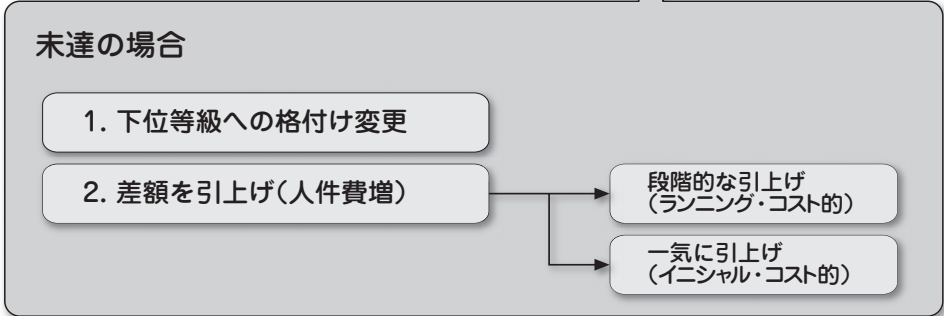 未達の場合
1. 下位等級への格付け変更
2. 差額を引上げ(人件費増)
段階的な引上げ
(ランニング・コスト的)
一気に引上げ
(イニシャル・コスト的)